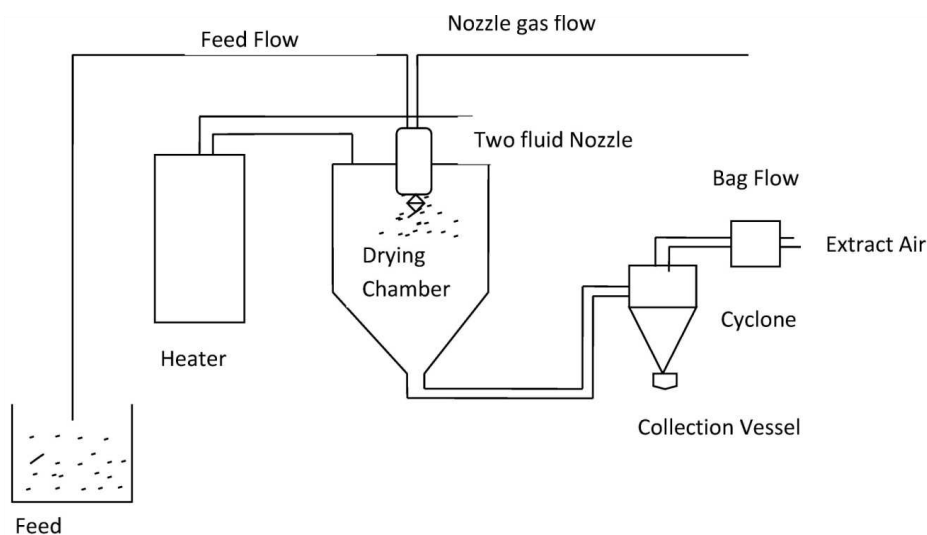 Nozzle gas flow
Feed Flow
Two fluid Nozzle
Bag Flow
Extract Air
Drying
Chamber
Cyclone
Heater
Collection Vessel
Feed